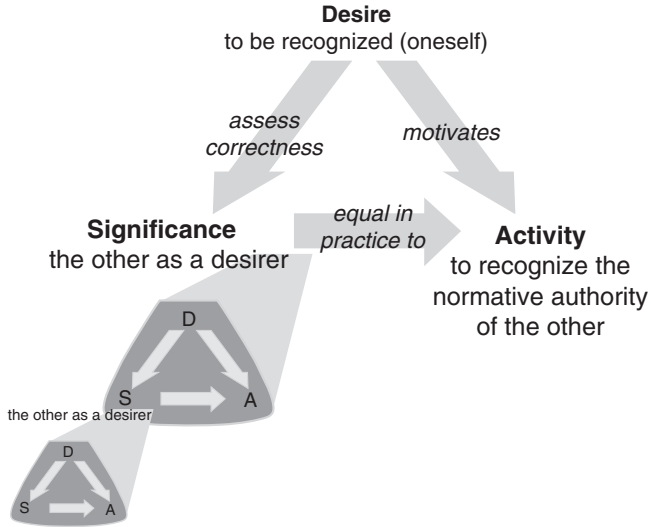 Desire
to be recognized (oneself)
assess
correctness
motivates
Significance
the other as a desirer
equal in
practice to
Activity
to recognize the
normative authority
of the other
D
S
A
the other as a desirer
D
S
A